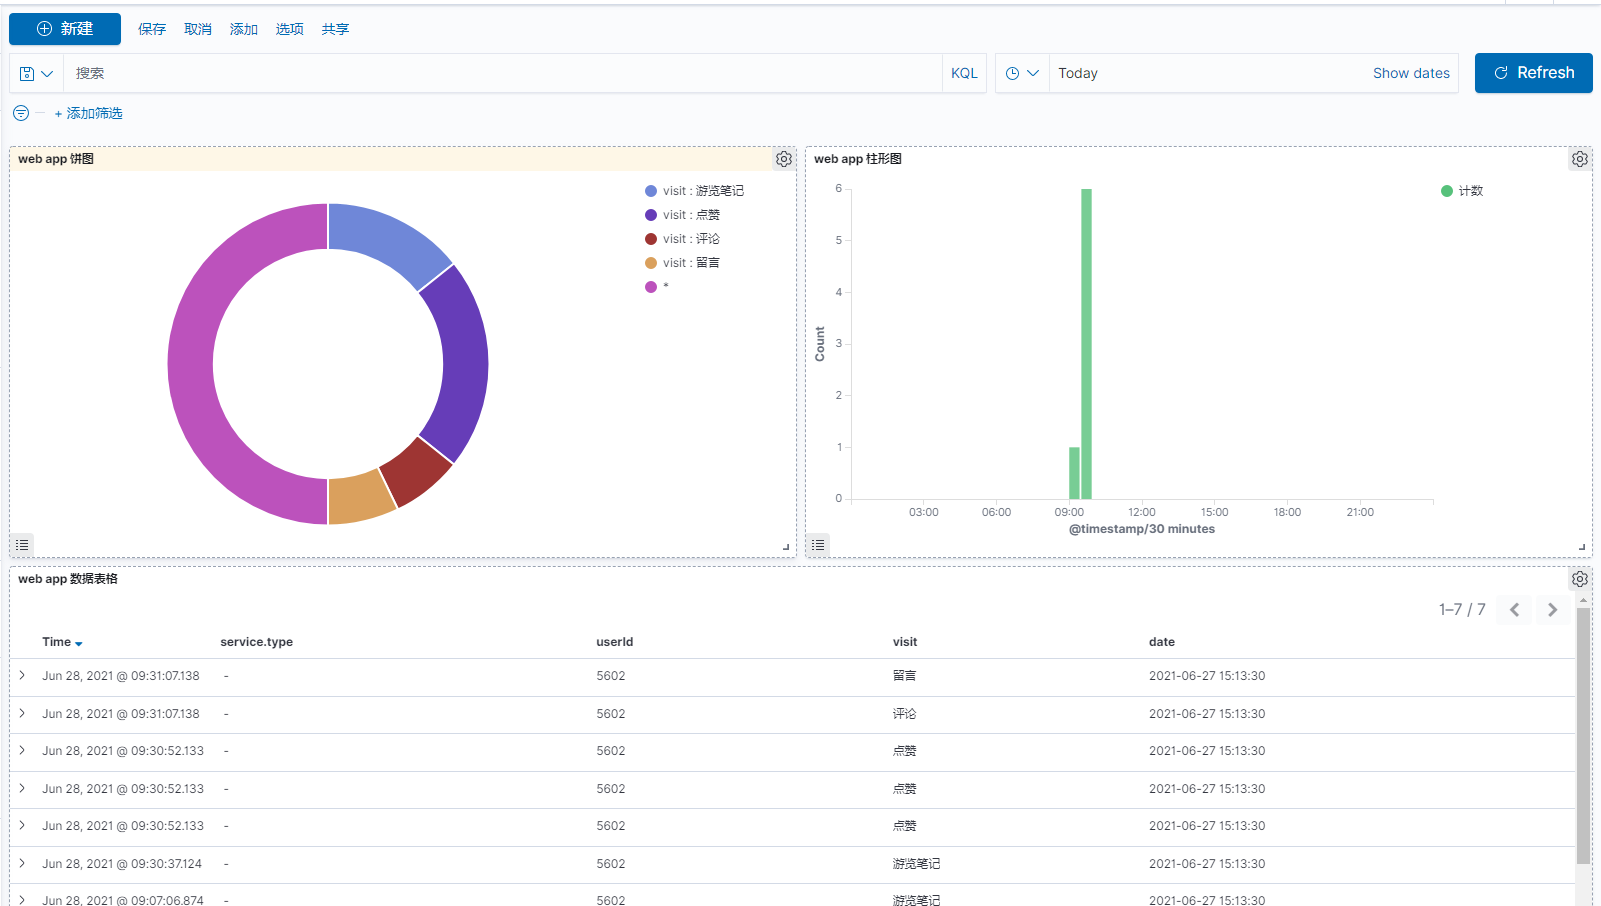 新建 保存 取消 添加 选项 共享
搜索 KQL Today Show dates Refresh
+ 添加筛选
web app 饼图
visit : 游览笔记
visit : 点赞
visit : 评论
visit : 留言
*
web app 柱形图
计数
6
5
4
3
2
1
0
Count
03:00 06:00 09:00 12:00 15:00 18:00 21:00
@timestamp/30 minutes
web app 数据表格
1–7 / 7
Time service.type userId visit date
Jun 28, 2021 @ 09:31:07.138 - 5602 留言 2021-06-27 15:13:30
Jun 28, 2021 @ 09:31:07.138 - 5602 评论 2021-06-27 15:13:30
Jun 28, 2021 @ 09:30:52.133 - 5602 点赞 2021-06-27 15:13:30
Jun 28, 2021 @ 09:30:52.133 - 5602 点赞 2021-06-27 15:13:30
Jun 28, 2021 @ 09:30:52.133 - 5602 点赞 2021-06-27 15:13:30
Jun 28, 2021 @ 09:30:37.124 - 5602 游览笔记 2021-06-27 15:13:30
Jun 28, 2021 @ 09:07:06.874 - 5602 游览笔记 2021-06-27 15:13:30